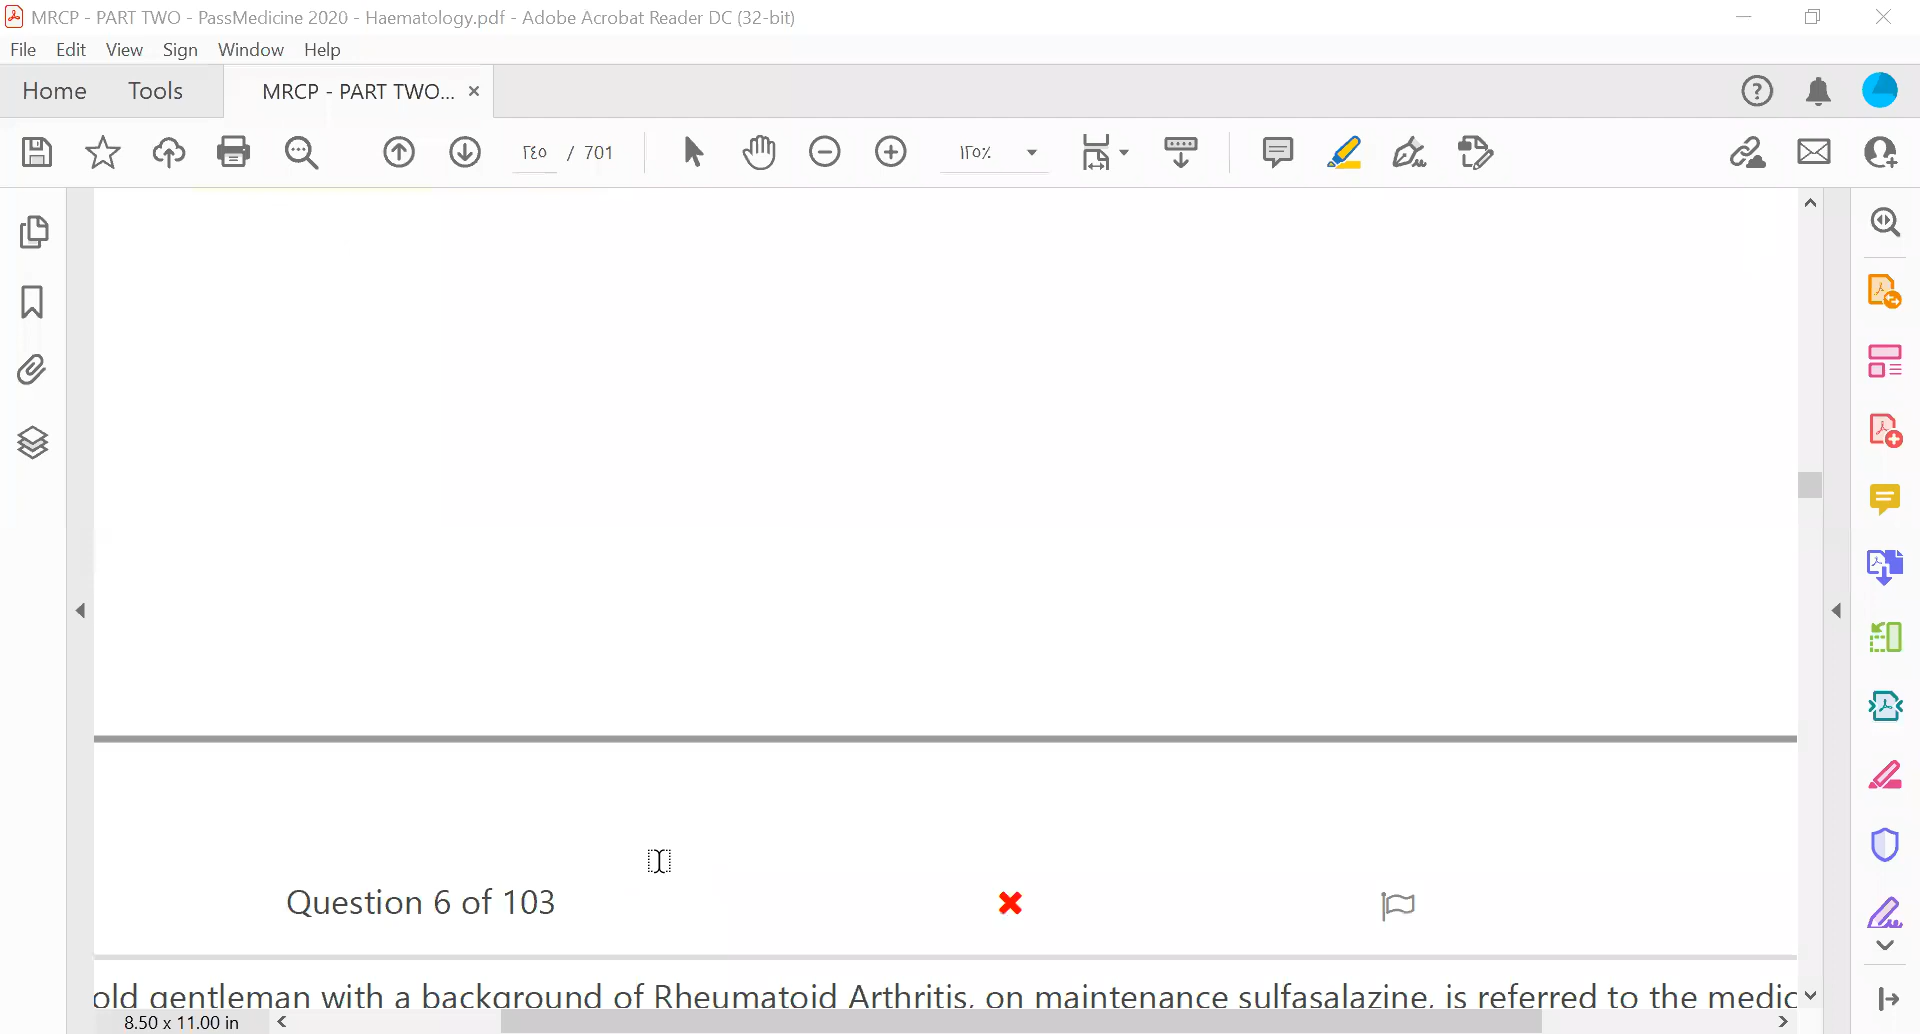 MRCP - PART TWO - PassMedicine 2020 - Haematology.pdf - Adobe Acrobat Reader DC (32-bit)
File Edit View Sign Window Help
Home Tools MRCP - PART TWO... ×
٢٤٥ / 701 ١٢٥٪
Question 6 of 103
old gentleman with a background of Rheumatoid Arthritis, on maintenance sulfasalazine, is referred to the medic
8.50 x 11.00 in